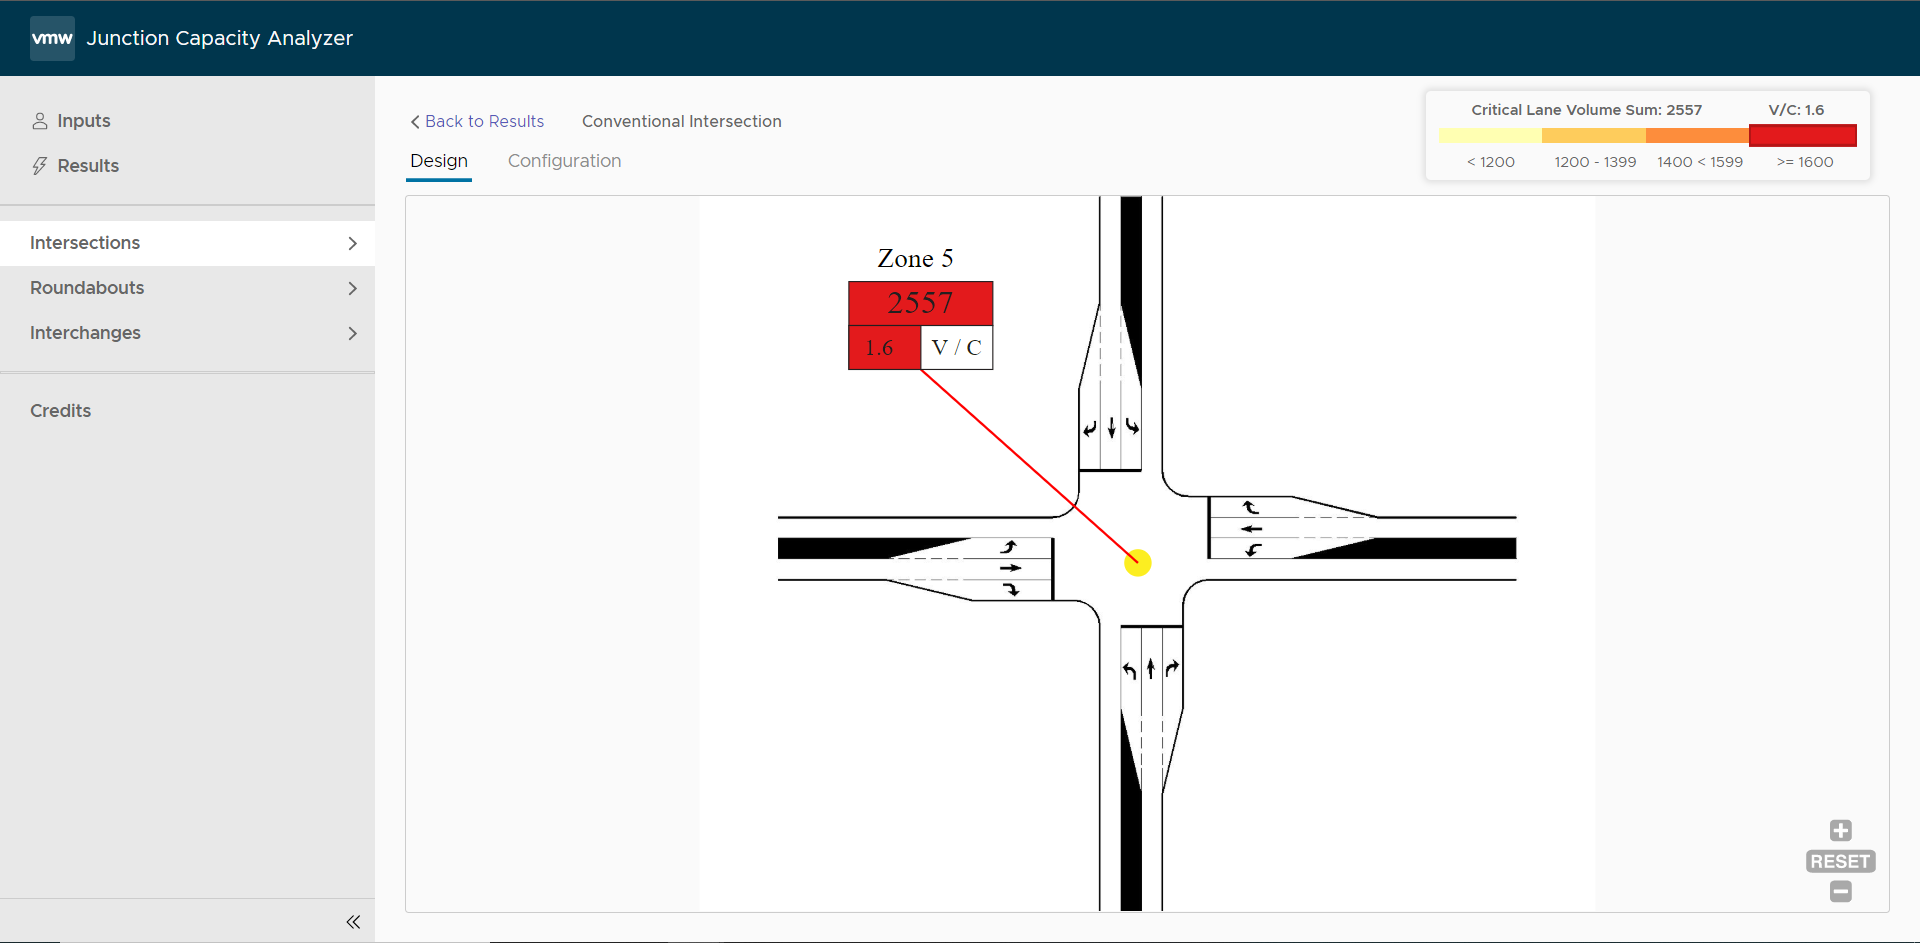 vmw Junction Capacity Analyzer
Inputs
Results
Intersections
Roundabouts
Interchanges
Credits
Back to Results Conventional Intersection
Design Configuration
Critical Lane Volume Sum: 2557 V/C: 1.6
< 1200 1200 - 1399 1400 < 1599 >= 1600
Zone 5
2557
1.6 V / C
RESET